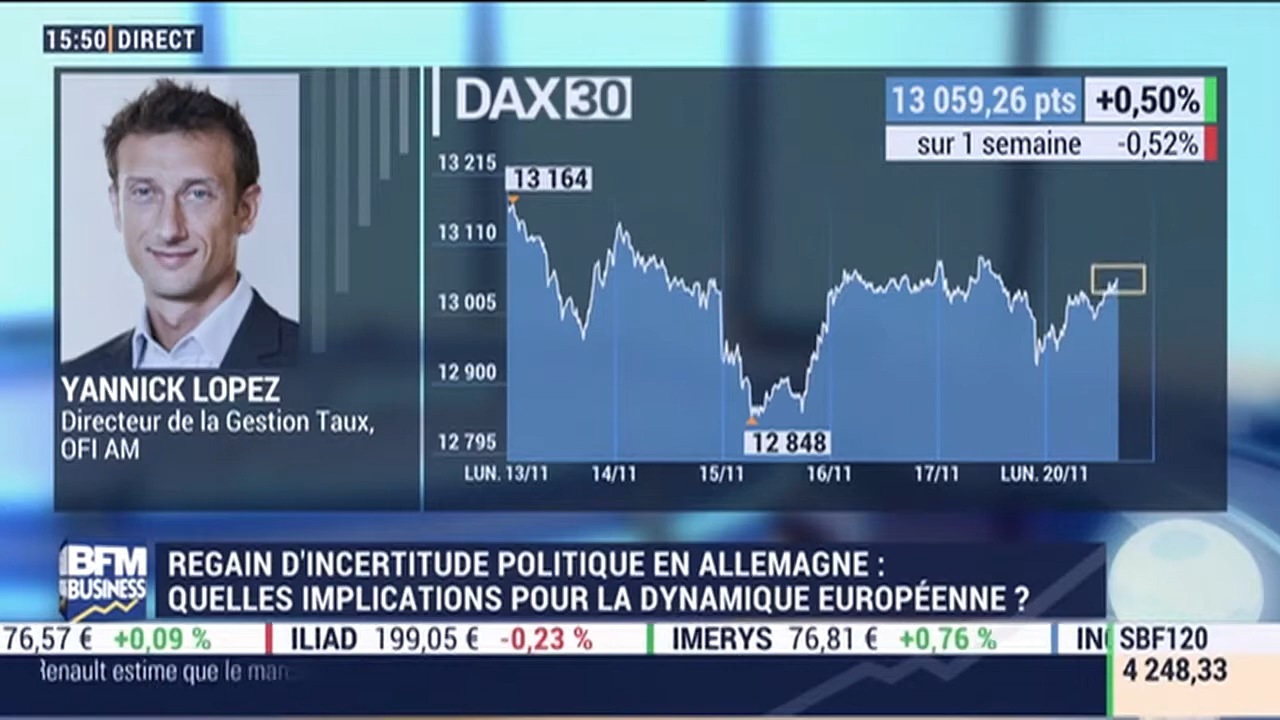 15:50 DIRECT
DAX30
13 059,26 pts +0,50%
sur 1 semaine -0,52%
13 215
13 164
13 110
13 005
12 900
12 795
12 848
LUN. 13/11 14/11 15/11 16/11 17/11 LUN. 20/11
YANNICK LOPEZ
Directeur de la Gestion Taux,
OFI AM
BFM
BUSINESS
REGAIN D'INCERTITUDE POLITIQUE EN ALLEMAGNE :
QUELLES IMPLICATIONS POUR LA DYNAMIQUE EUROPÉENNE ?
76,57 € +0,09 % ILIAD 199,05 € -0,23 % IMERYS 76,81 € +0,76 % SBF120
Renault estime que le 4 248,33